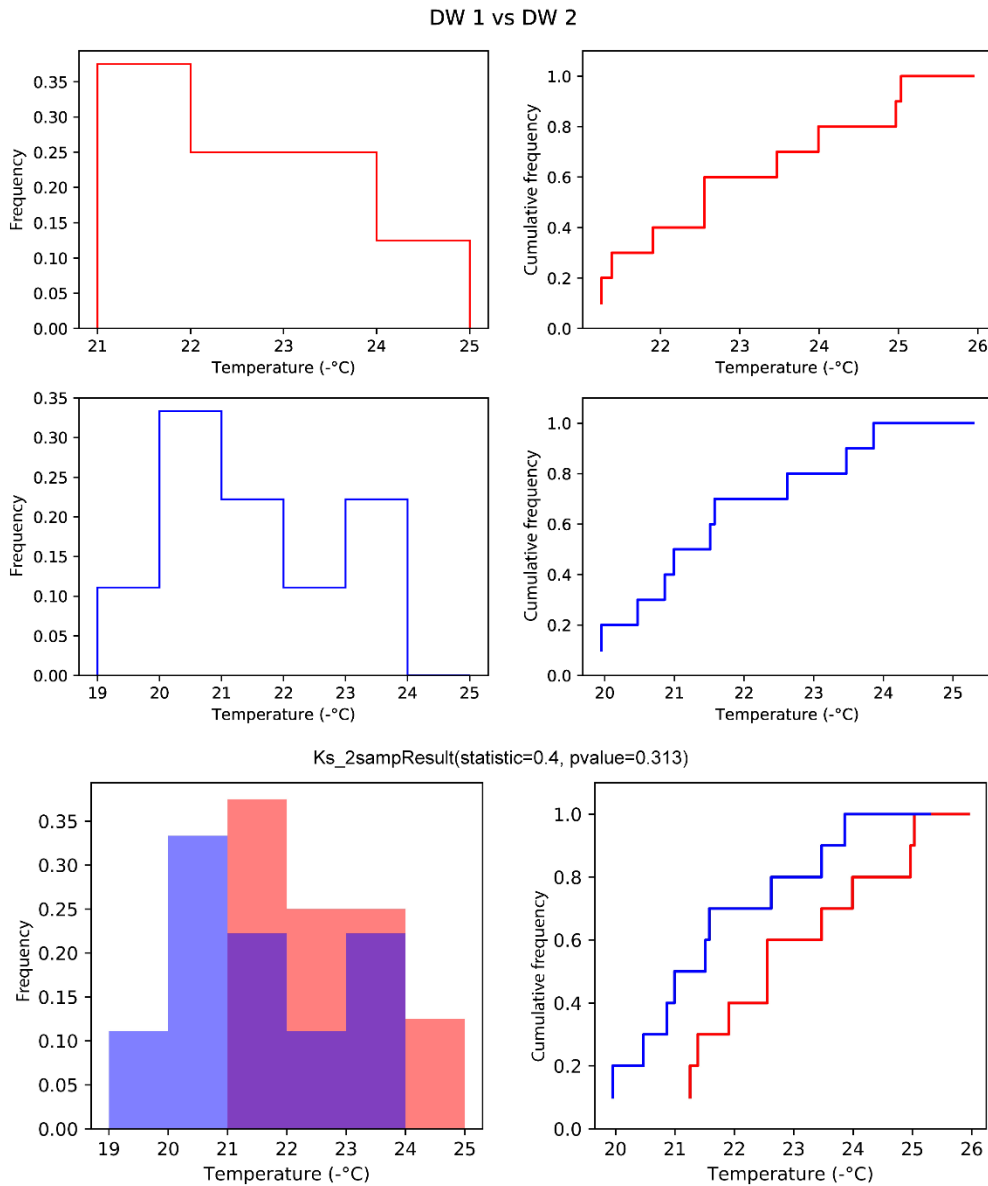 DW 1 vs DW 2
Frequency
0.35
0.30
0.25
0.20
0.15
0.10
0.05
0.00
21 22 23 24 25
Temperature (-°C)
Cumulative frequency
1.0
0.8
0.6
0.4
0.2
0.0
22 23 24 25 26
Temperature (-°C)
Frequency
0.35
0.30
0.25
0.20
0.15
0.10
0.05
0.00
19 20 21 22 23 24 25
Temperature (-°C)
Cumulative frequency
1.0
0.8
0.6
0.4
0.2
0.0
20 21 22 23 24 25
Temperature (-°C)
Ks_2sampResult(statistic=0.4, pvalue=0.313)
Frequency
0.35
0.30
0.25
0.20
0.15
0.10
0.05
0.00
19 20 21 22 23 24 25
Temperature (-°C)
Cumulative frequency
1.0
0.8
0.6
0.4
0.2
0.0
20 21 22 23 24 25 26
Temperature (-°C)